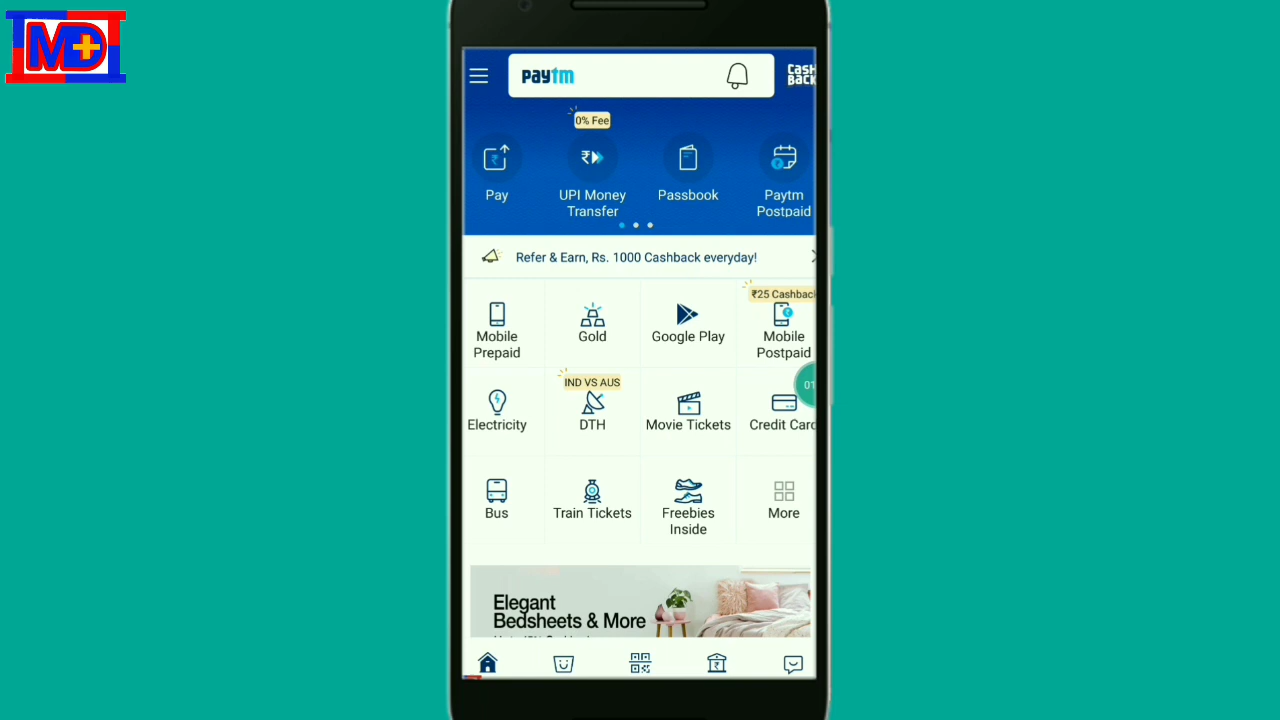 MD+
paytm
CASH
BACK
0% Fee
Pay
UPI Money
Transfer
Passbook
Paytm
Postpaid
Refer & Earn, Rs. 1000 Cashback everyday!
₹25 Cashback
Mobile
Prepaid
Gold
Google Play
Mobile
Postpaid
IND VS AUS
01
Electricity
DTH
Movie Tickets
Credit Card
Bus
Train Tickets
Freebies
Inside
More
Elegant
Bedsheets & More